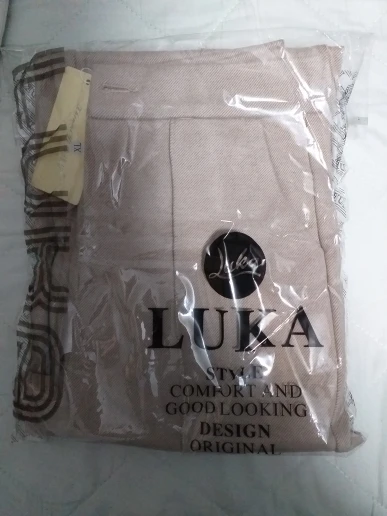 XL
Luka
LUKA
STYLE
COMFORT AND
GOOD LOOKING
DESIGN
ORIGINAL